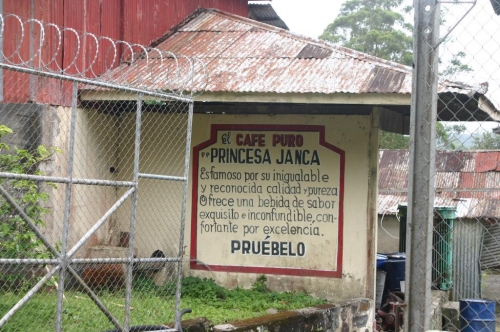 el CAFE PURO
"PRINCESA JANCA
Es famoso por su inigualable
y reconocida calidad y pureza
Ofrece una bebida de sabor
exquisito e inconfundible, con-
fortante por excelencia.
PRUÉBELO